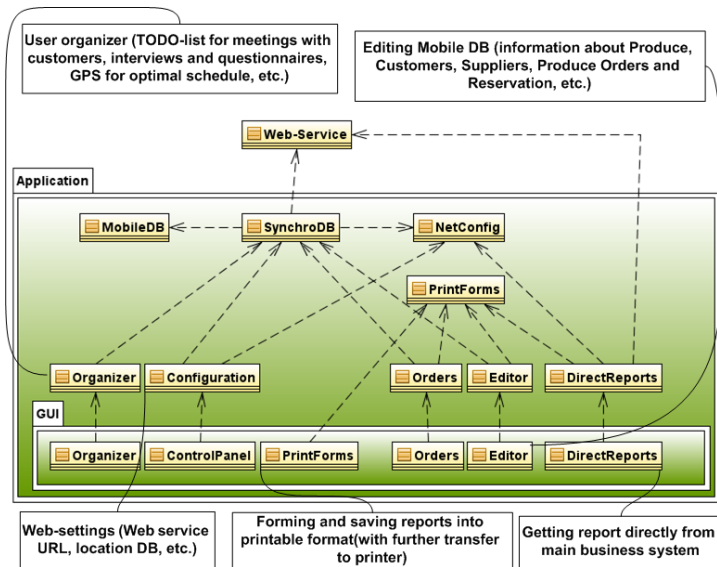 User organizer (TODO-list for meetings with
customers, interviews and questionnaires,
GPS for optimal schedule, etc.)
Editing Mobile DB (information about Produce,
Customers, Suppliers, Produce Orders and
Reservation, etc.)
Web-Service
Application
MobileDB
SynchroDB
NetConfig
PrintForms
Organizer
Configuration
Orders
Editor
DirectReports
GUI
Organizer
ControlPanel
PrintForms
Orders
Editor
DirectReports
Web-settings (Web service
URL, location DB, etc.)
Forming and saving reports into
printable format(with further transfer
to printer)
Getting report directly from
main business system